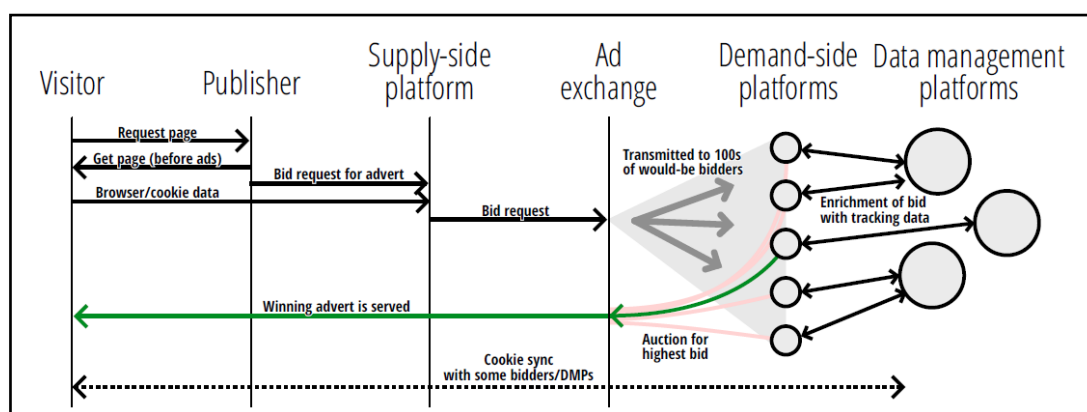 Visitor
Publisher
Supply-side
platform
Ad
exchange
Demand-side
platforms
Data management
platforms
Request page
Get page (before ads)
Bid request for advert
Browser/cookie data
Bid request
Transmitted to 100s
of would-be bidders
Enrichment of bid
with tracking data
Winning advert is served
Auction for
highest bid
Cookie sync
with some bidders/DMPs